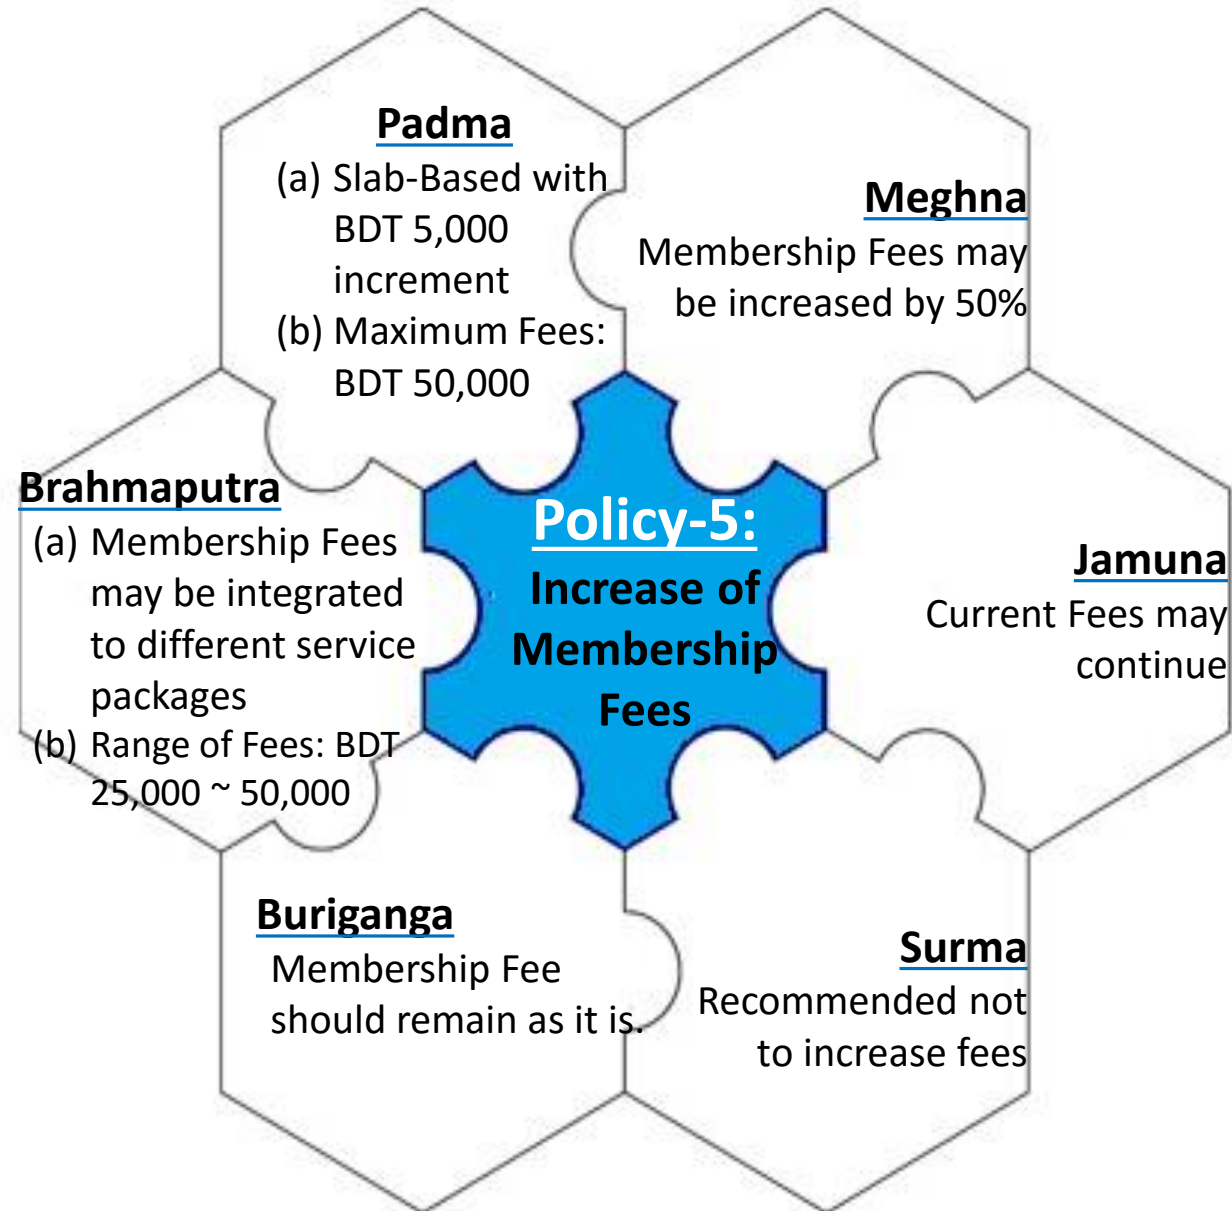 Padma
(a) Slab-Based with
BDT 5,000
increment
(b) Maximum Fees:
BDT 50,000
Meghna
Membership Fees may
be increased by 50%
Brahmaputra
(a) Membership Fees
may be integrated
to different service
packages
(b) Range of Fees: BDT
25,000 ~ 50,000
Policy-5:
Increase of
Membership
Fees
Jamuna
Current Fees may
continue
Buriganga
Membership Fee
should remain as it is.
Surma
Recommended not
to increase fees